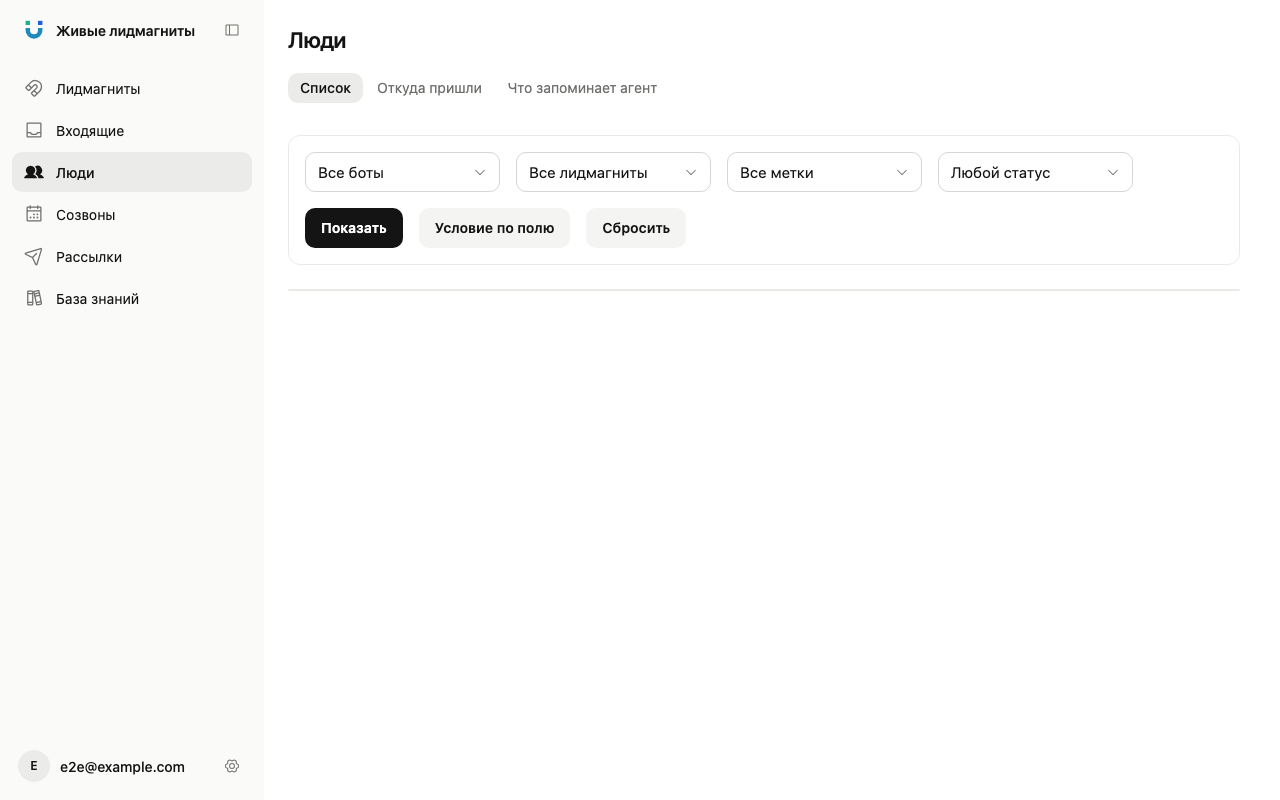 Живые лидмагниты
Лидмагниты
Входящие
Люди
Созвоны
Рассылки
База знаний
E
e2e@example.com
Люди
Список
Откуда пришли
Что запоминает агент
Все боты
Все лидмагниты
Все метки
Любой статус
Показать
Условие по полю
Сбросить